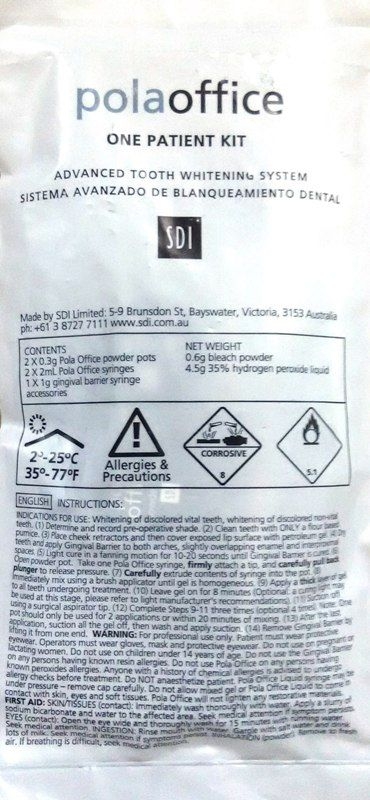 polaoffice
ONE PATIENT KIT
ADVANCED TOOTH WHITENING SYSTEM
SISTEMA AVANZADO DE BLANQUEAMIENTO DENTAL
SDI
Made by SDI Limited: 5-9 Brunsdon St, Bayswater, Victoria, 3153 Australia
ph: +61 3 8727 7111 www.sdi.com.au
CONTENTS
2 X 0.3g Pola Office powder pots
2 X 2mL Pola Office syringes
1 X 1g gingival barrier syringe
accessories
NET WEIGHT
0.6g bleach powder
4.5g 35% hydrogen peroxide liquid
2º-25ºC
35º-77ºF
!
Allergies &
Precautions
CORROSIVE
8
5.1
ENGLISH INSTRUCTIONS:
INDICATIONS FOR USE: Whitening of discolored vital teeth, whitening of discolored non-vital
teeth. (1) Determine and record pre-operative shade. (2) Clean teeth with ONLY a flour
pumice. (3) Place cheek retractors and then cover exposed lip surface with petroleum gel. (4) Dry
teeth and apply Gingival Barrier to both arches, slightly overlapping enamel and interproximal
spaces. (5) Light cure in a fanning motion for 10-20 seconds until Gingival Barrier is cured. (6)
Open powder pot. Take one Pola Office syringe, firmly attach a tip, and carefully pull back
plunger to release pressure. (7) Carefully extrude contents of syringe into the pot. (8)
Immediately mix using a brush applicator until gel is homogeneous. (9) Apply a thick layer of gel
to all teeth undergoing treatment. (10) Leave gel on for 8 minutes (Optional: a curing light may
be used at this stage, please refer to light manufacturer's recommendations). (11) Suction off
using a surgical aspirator tip. (12) Complete Steps 9-11 three times (optional 4 times). Note: One
pot should only be used for 2 applications or within 20 minutes of mixing. (13) After the final
application, suction all the gel off, then wash and apply suction. (14) Remove Gingival Barrier by
lifting it from one end. WARNING: For professional use only. Patient must wear protective
eyewear. Operators must wear gloves, mask and protective eyewear. Do not use on pregnant or
lactating women. Do not use on children under 14 years of age. Do not use the Gingival Barrier
on any persons having known resin allergies. Do not use Pola Office on any persons having
known peroxide allergies. Anyone with a history of chemical allergies is advised to undergo
allergy checks before treatment. Do NOT anaesthetize patient. Pola Office Liquid syringe may be
under pressure – remove cap carefully. Do not allow mixed gel or Pola Office Liquid to come in
contact with skin, eyes and soft tissues. Pola Office will not lighten any restorative materials.
FIRST AID: SKIN/TISSUES (contact): Immediately wash thoroughly with water. Apply a slurry of
sodium bicarbonate and water to the affected area. Seek medical attention if symptoms persist.
EYES (contact): Open the eye wide and thoroughly wash for 15 minutes with running water.
Seek medical attention. INGESTION: Rinse mouth with water. Gargle with salt water and drink
lots of milk. Seek medical attention if symptoms persist. INHALATION (powder): Remove to fresh
air. If breathing is difficult, seek medical attention.